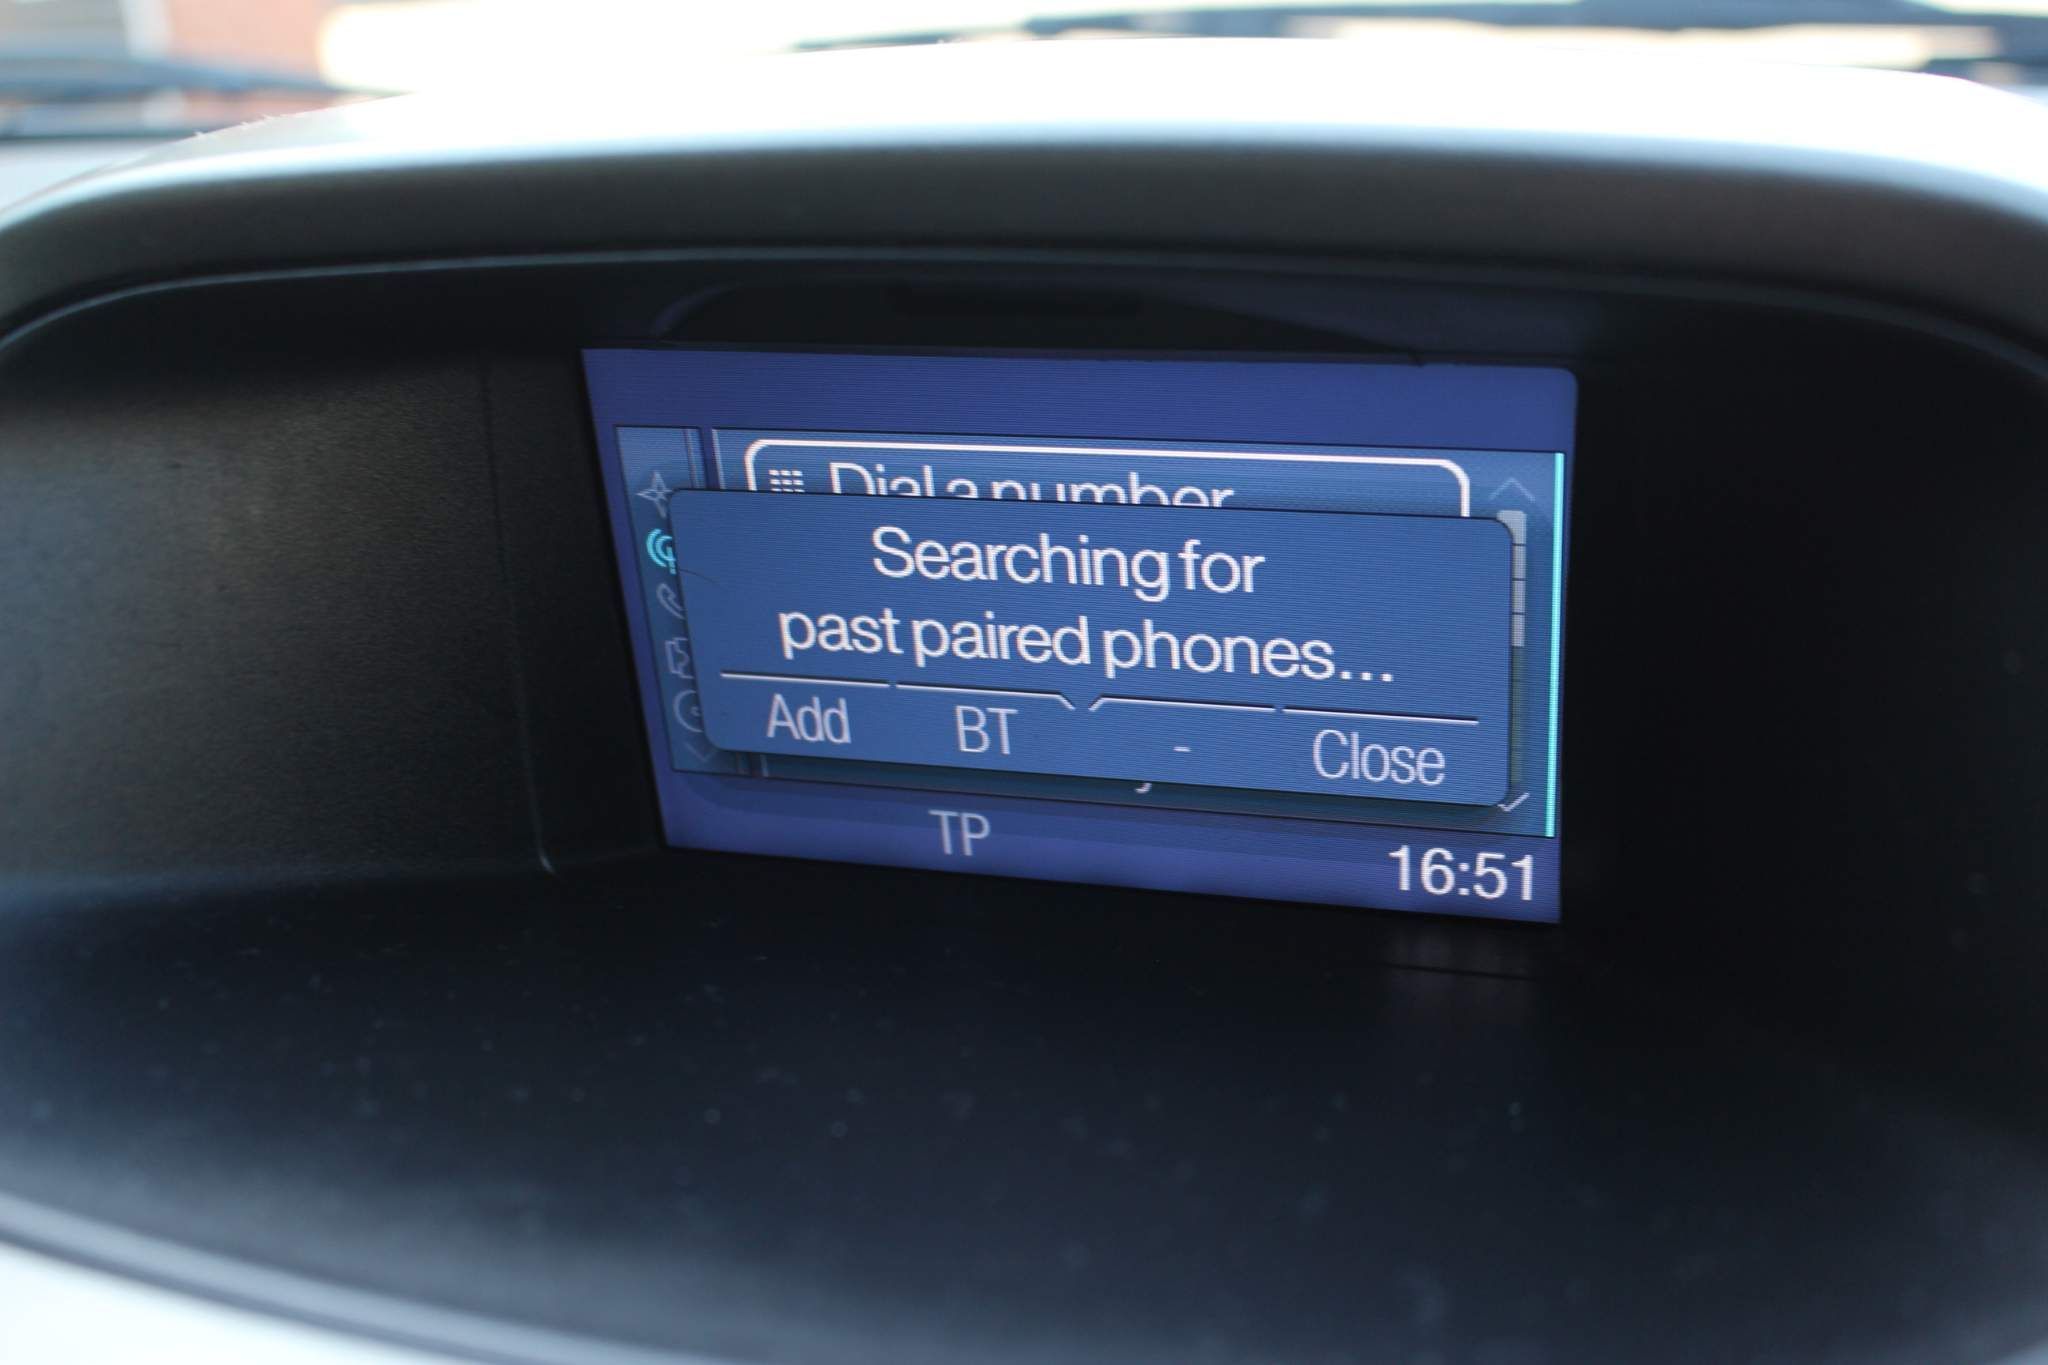 Dial a number
Searching for
past paired phones...
Add BT - Close
TP
16:51